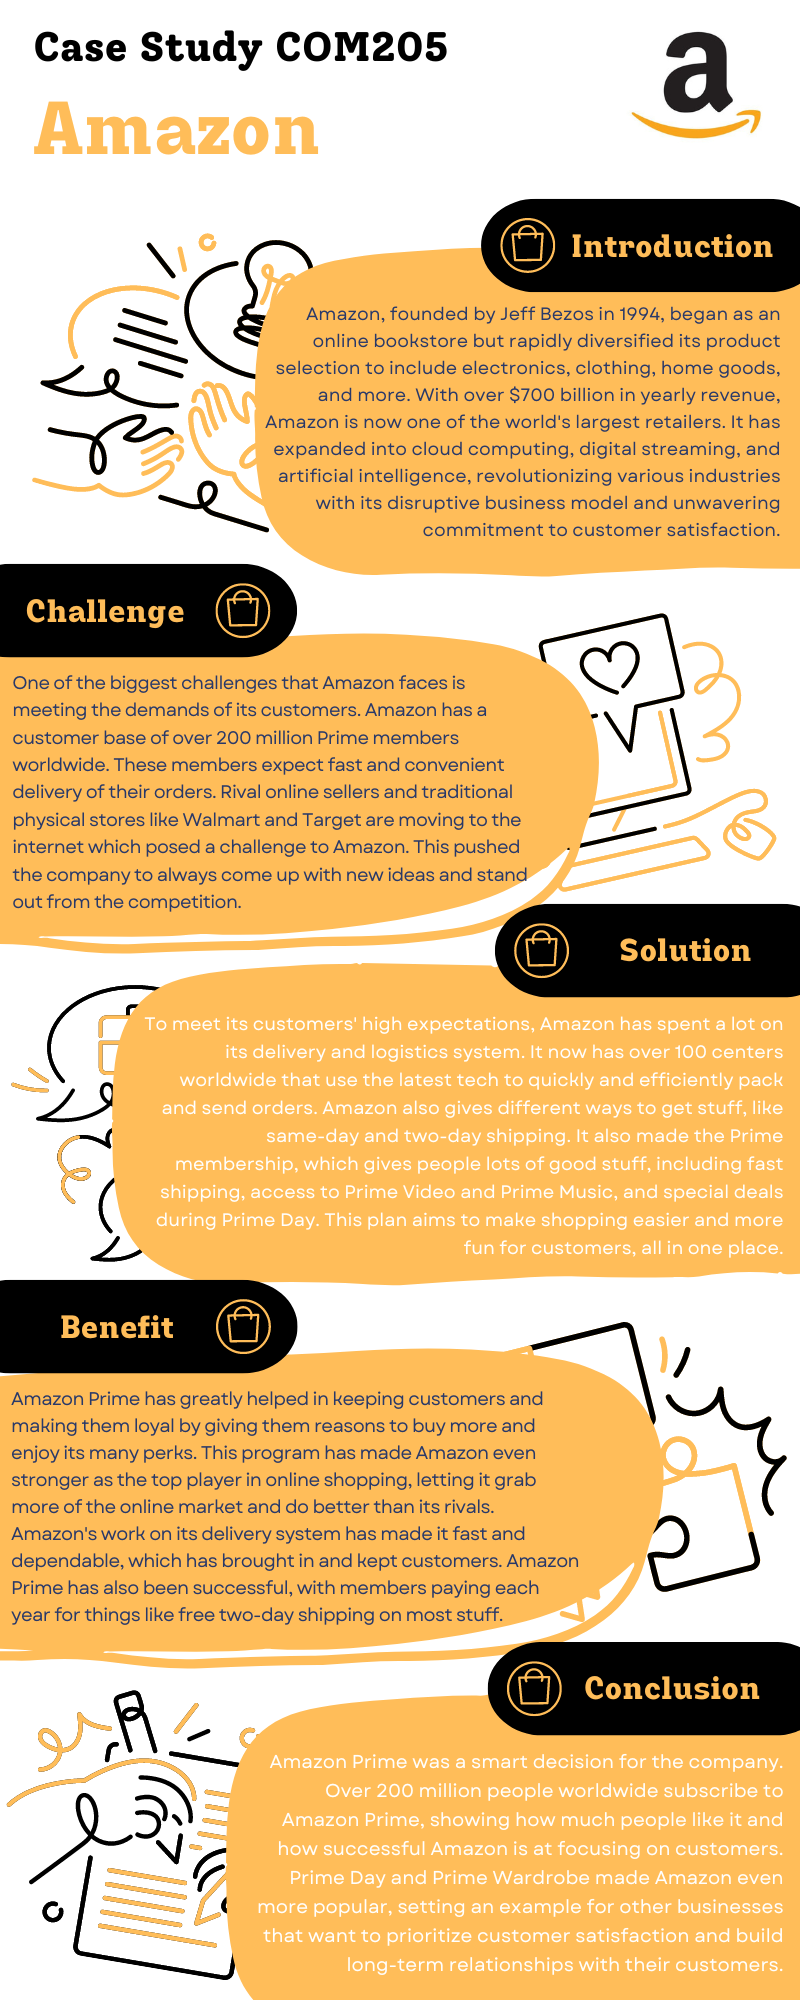 Case Study COM205
Amazon
a
Introduction
Amazon, founded by Jeff Bezos in 1994, began as an
online bookstore but rapidly diversified its product
selection to include electronics, clothing, home goods,
and more. With over $700 billion in yearly revenue,
Amazon is now one of the world's largest retailers. It has
expanded into cloud computing, digital streaming, and
artificial intelligence, revolutionizing various industries
with its disruptive business model and unwavering
commitment to customer satisfaction.
Challenge
One of the biggest challenges that Amazon faces is
meeting the demands of its customers. Amazon has a
customer base of over 200 million Prime members
worldwide. These members expect fast and convenient
delivery of their orders. Rival online sellers and traditional
physical stores like Walmart and Target are moving to the
internet which posed a challenge to Amazon. This pushed
the company to always come up with new ideas and stand
out from the competition.
Solution
To meet its customers' high expectations, Amazon has spent a lot on
its delivery and logistics system. It now has over 100 centers
worldwide that use the latest tech to quickly and efficiently pack
and send orders. Amazon also gives different ways to get stuff, like
same-day and two-day shipping. It also made the Prime
membership, which gives people lots of good stuff, including fast
shipping, access to Prime Video and Prime Music, and special deals
during Prime Day. This plan aims to make shopping easier and more
fun for customers, all in one place.
Benefit
Amazon Prime has greatly helped in keeping customers and
making them loyal by giving them reasons to buy more and
enjoy its many perks. This program has made Amazon even
stronger as the top player in online shopping, letting it grab
more of the online market and do better than its rivals.
Amazon's work on its delivery system has made it fast and
dependable, which has brought in and kept customers. Amazon
Prime has also been successful, with members paying each
year for things like free two-day shipping on most stuff.
Conclusion
Amazon Prime was a smart decision for the company.
Over 200 million people worldwide subscribe to
Amazon Prime, showing how much people like it and
how successful Amazon is at focusing on customers.
Prime Day and Prime Wardrobe made Amazon even
more popular, setting an example for other businesses
that want to prioritize customer satisfaction and build
long-term relationships with their customers.